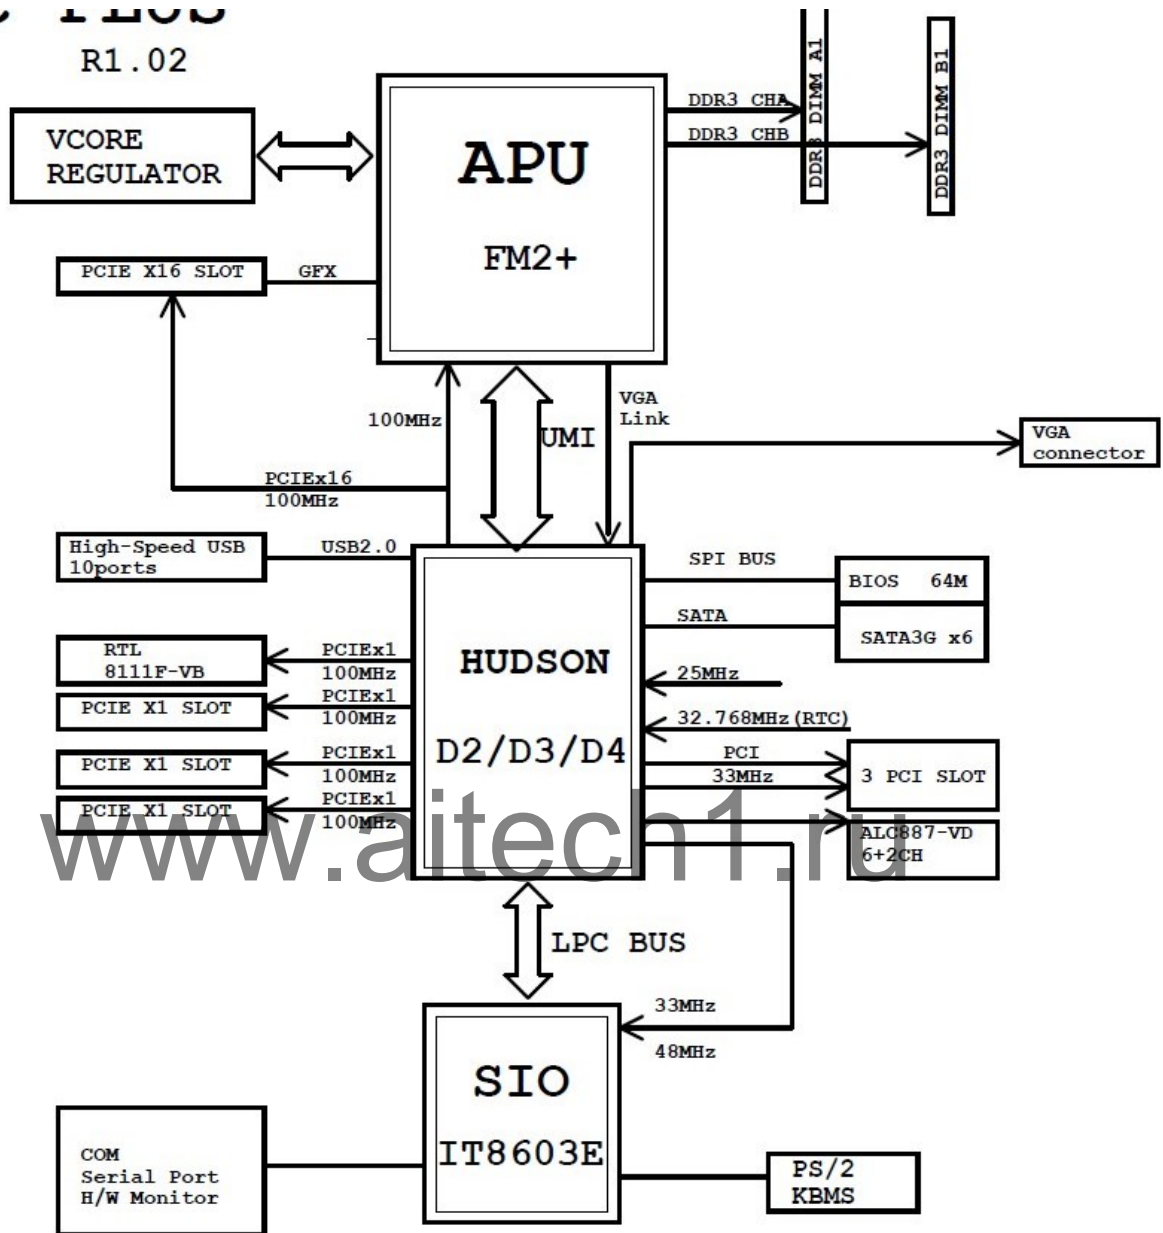 R1.02
VCORE
REGULATOR
APU
FM2+
DDR3 CHA
DDR3 CHB
DDR3 DIMM A1
DDR3 DIMM B1
PCIE X16 SLOT
GFX
100MHz
UMI
VGA
Link
VGA
connector
PCIEx16
100MHz
High-Speed USB
10ports
USB2.0
SPI BUS
BIOS 64M
SATA
SATA3G x6
RTL
8111F-VB
PCIEx1
100MHz
PCIE X1 SLOT
PCIEx1
100MHz
PCIE X1 SLOT
PCIEx1
100MHz
PCIE X1 SLOT
PCIEx1
100MHz
HUDSON
D2/D3/D4
25MHz
32.768MHz(RTC)
PCI
33MHz
3 PCI SLOT
ALC887-VD
6+2CH
www.aitech1.ru
LPC BUS
33MHz
48MHz
SIO
IT8603E
COM
Serial Port
H/W Monitor
PS/2
KBMS